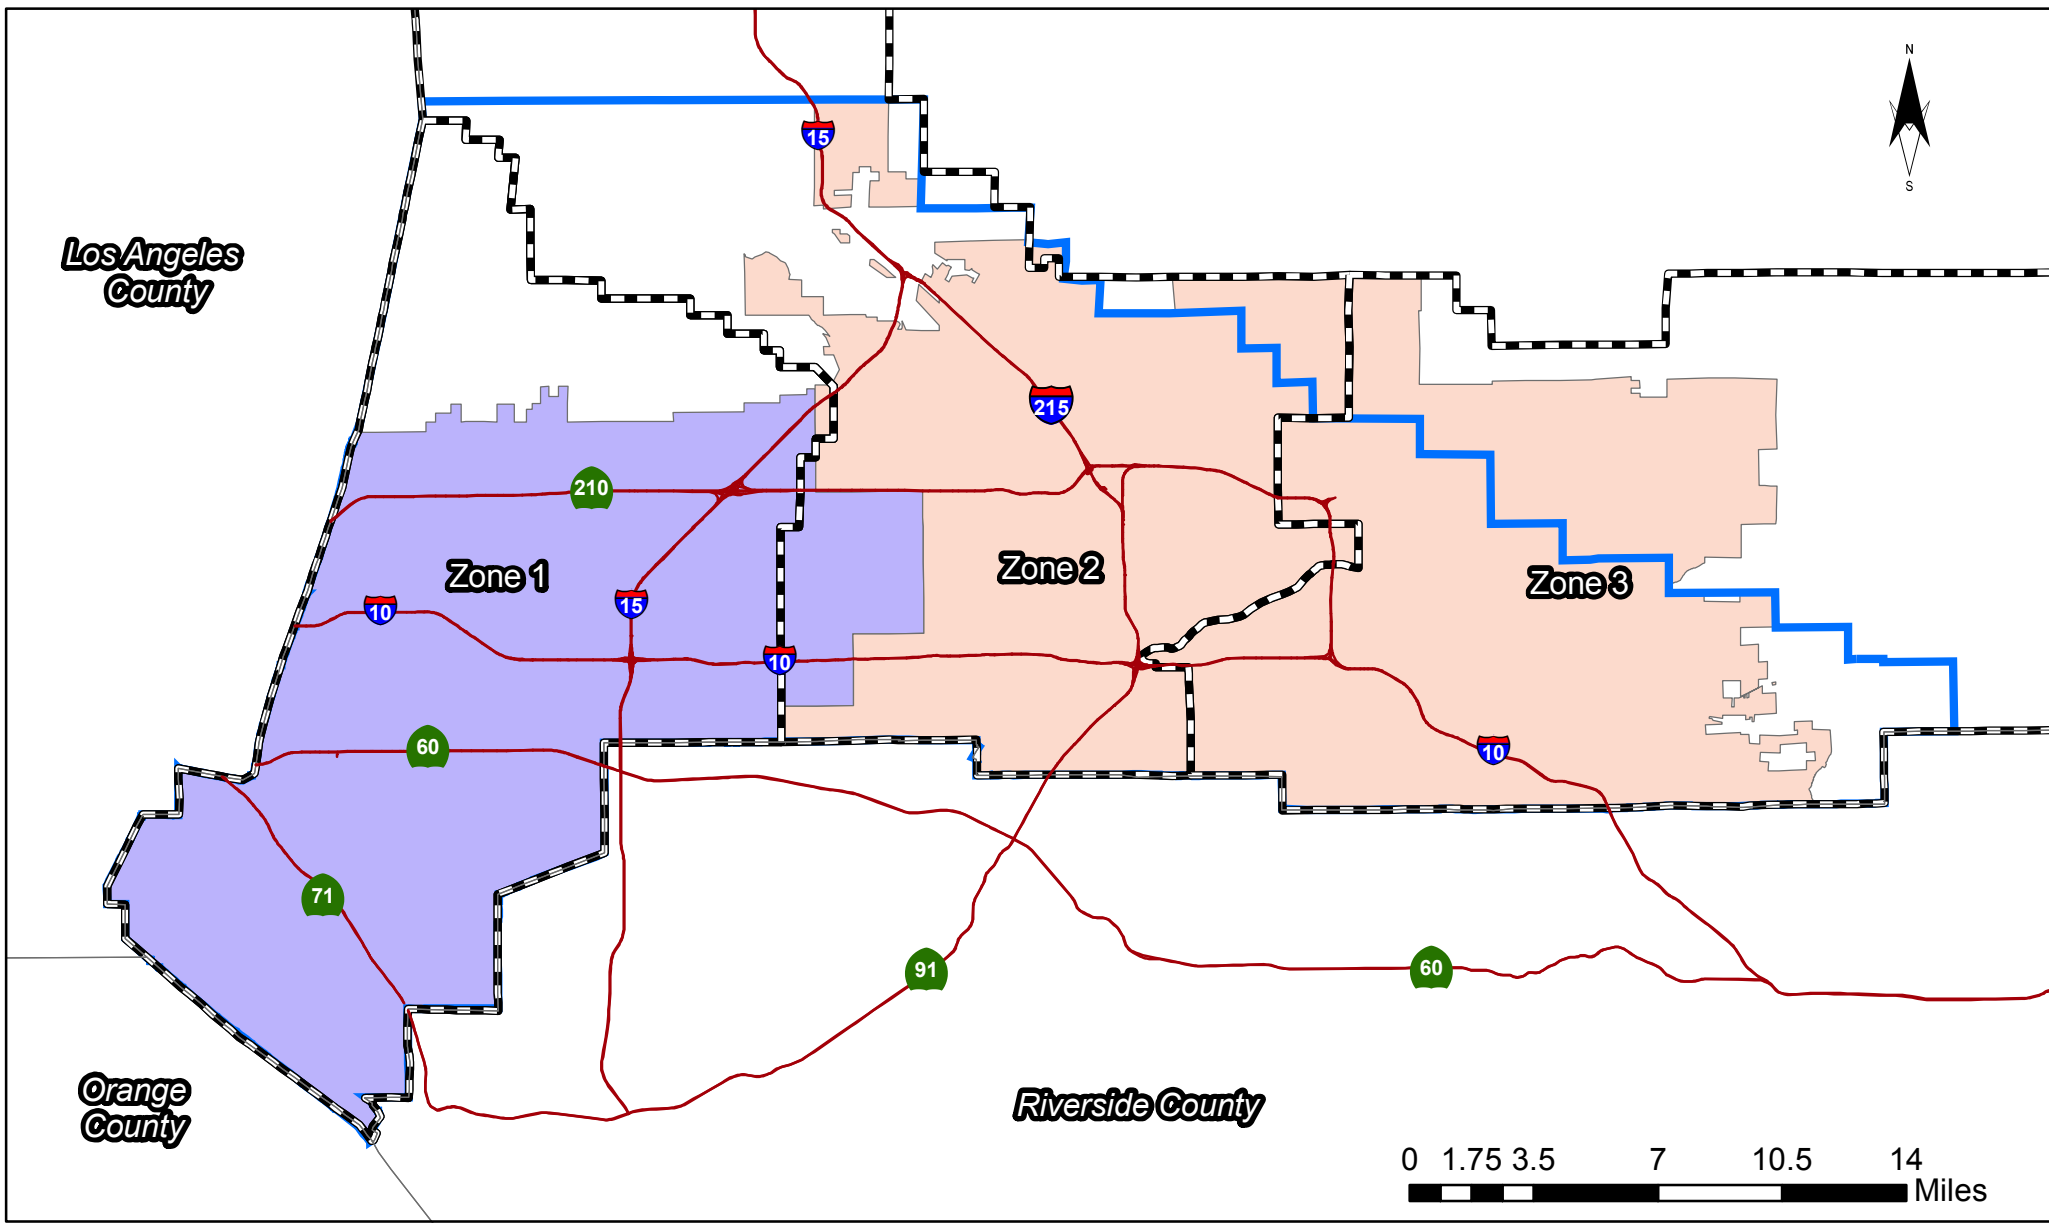 N
S
15
Los Angeles
County
215
210
Zone 2
Zone 1
Zone 3
15
10
10
60
10
71
91
60
Orange
County
Riverside County
0 1.75 3.5 7 10.5 14
Miles